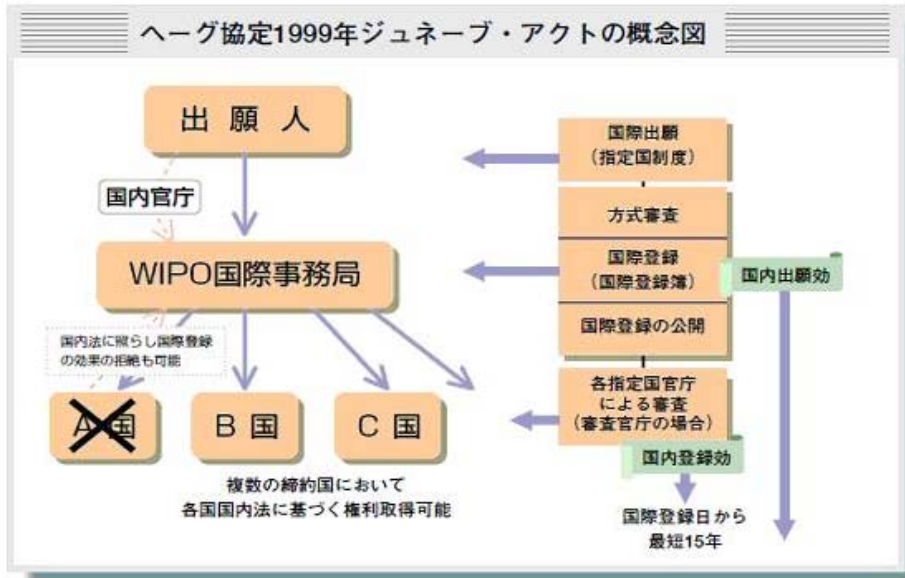 ヘーグ協定1999年ジュネーブ・アクトの概念図
出願人
国内官庁
WIPO国際事務局
国内法に照らし国際登録
の効果の拒絶も可能
A国
B国
C国
複数の締約国において
各国国内法に基づく権利取得可能
国際出願
(指定国制度)
方式審査
国際登録
(国際登録簿)
国際登録の公開
各指定国官庁
による審査
(審査官庁の場合)
国内出願効
国内登録効
国際登録日から
最短15年